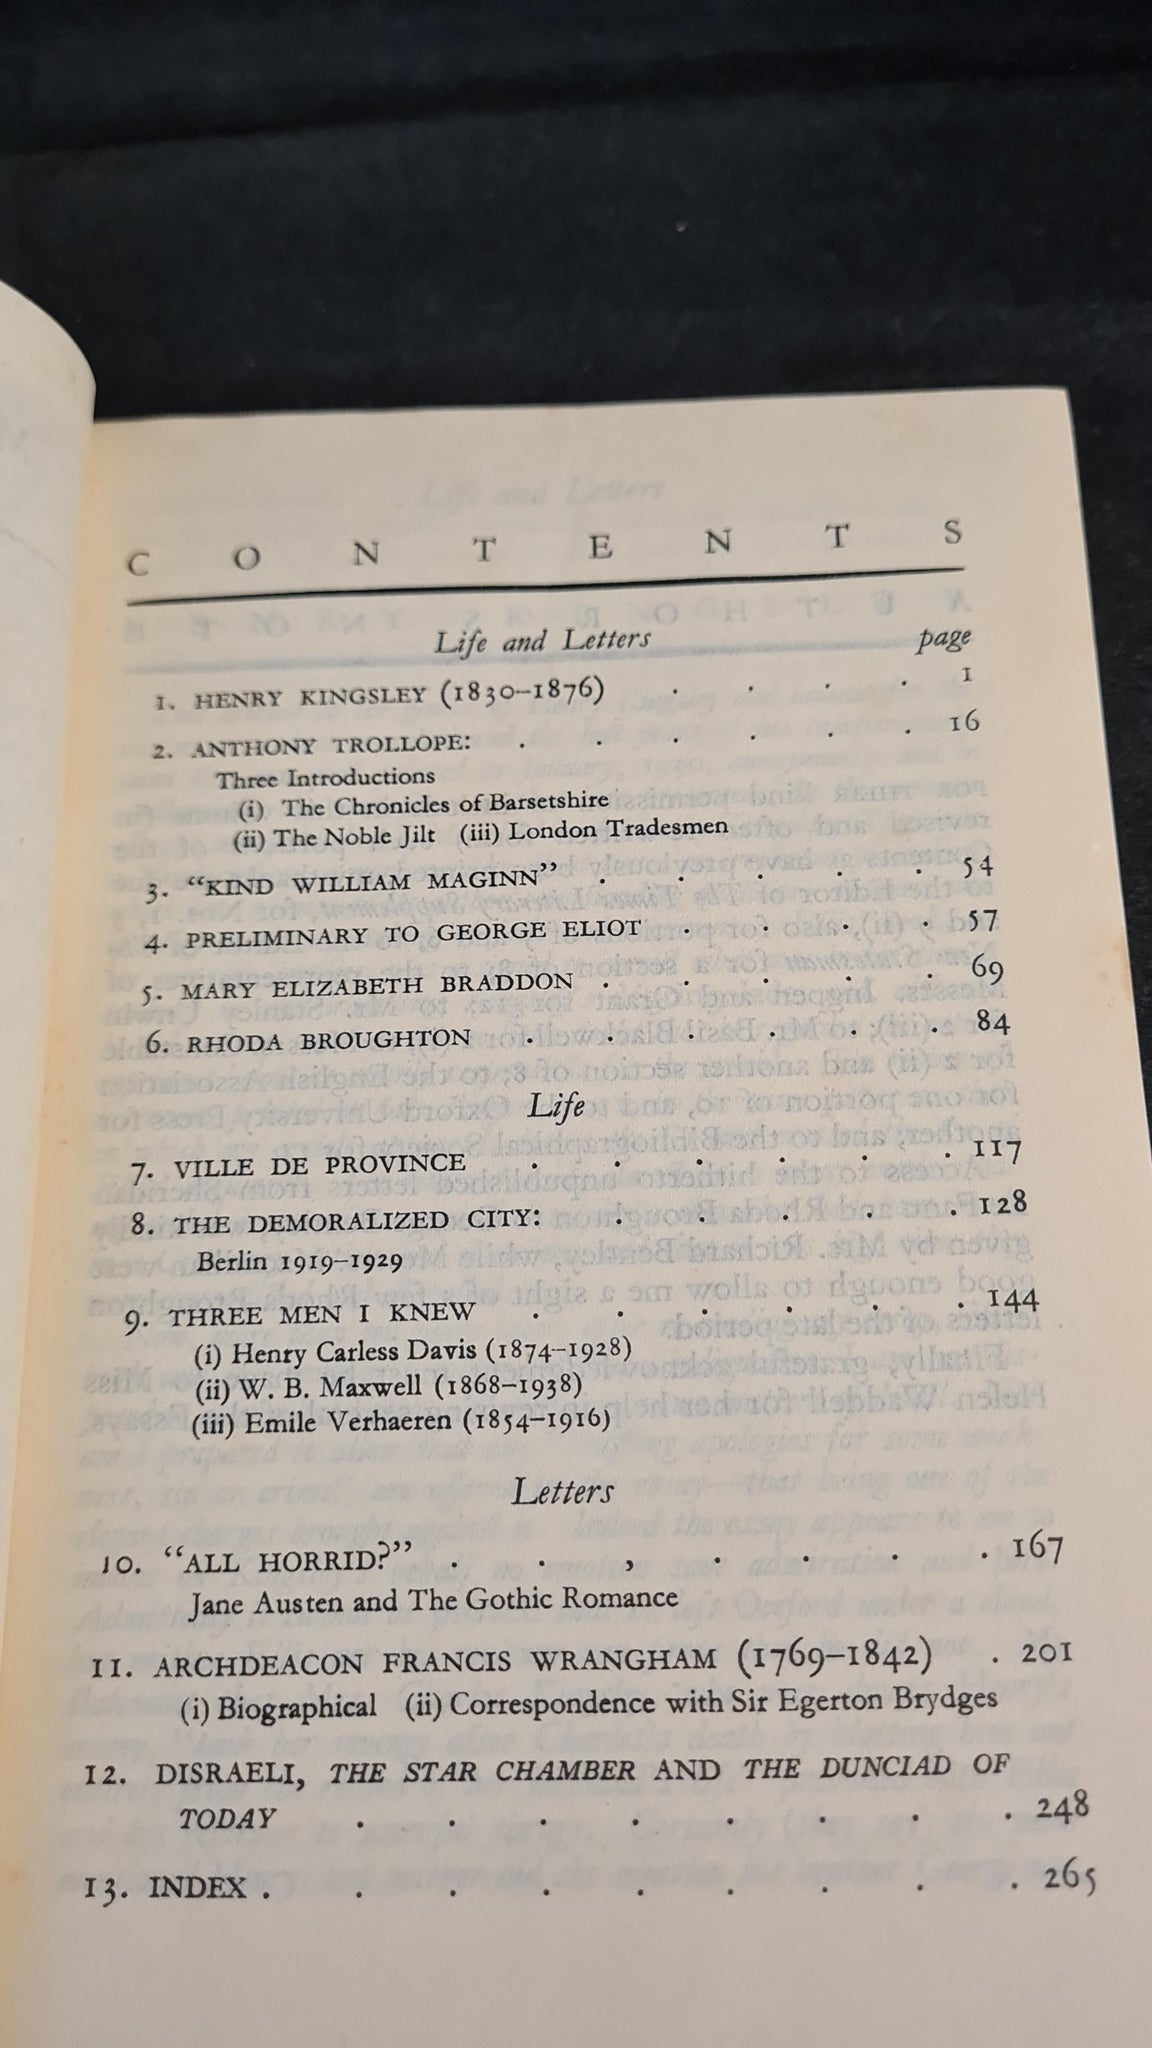 CONTENTS
Life and Letters page
1. HENRY KINGSLEY (1830–1876) . . . . 1
2. ANTHONY TROLLOPE: . . . . . . 16
Three Introductions
(i) The Chronicles of Barsetshire
(ii) The Noble Jilt (iii) London Tradesmen
3. “KIND WILLIAM MAGINN” . . . . . 54
4. PRELIMINARY TO GEORGE ELIOT . . . . 57
5. MARY ELIZABETH BRADDON . . . . . 69
6. RHODA BROUGHTON . . . . . . 84
Life
7. VILLE DE PROVINCE . . . . . . 117
8. THE DEMORALIZED CITY: . . . . . 128
Berlin 1919–1929
9. THREE MEN I KNEW . . . . . . 144
(i) Henry Carless Davis (1874–1928)
(ii) W. B. Maxwell (1868–1938)
(iii) Emile Verhaeren (1854–1916)
Letters
10. “ALL HORRID?” . . , . . . . 167
Jane Austen and The Gothic Romance
11. ARCHDEACON FRANCIS WRANGHAM (1769–1842) . 201
(i) Biographical (ii) Correspondence with Sir Egerton Brydges
12. DISRAELI, THE STAR CHAMBER AND THE DUNCIAD OF
TODAY . . . . . . . . 248
13. INDEX . . . . . . . . . 265